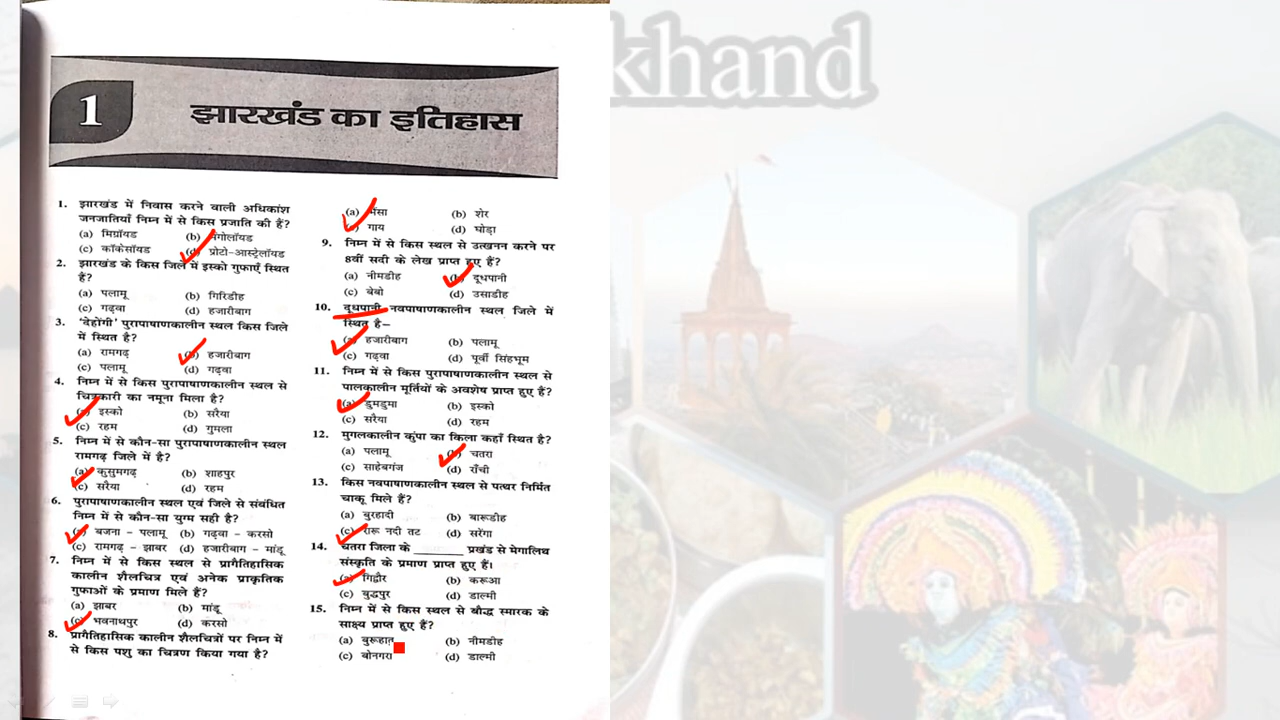 khand
1
झारखंड का इतिहास
1. झारखंड में निवास करने वाली अधिकांश
जनजातियाँ निम्न में से किस प्रजाति की हैं?
(a) मिग्रॉयड (b) मंगोलॉयड
(c) कॉकेसॉयड (d) प्रोटो-आस्ट्रेलॉयड
2. झारखंड के किस जिले में इस्को गुफाएँ स्थित
हैं?
(a) पलामू (b) गिरिडीह
(c) गढ़वा (d) हजारीबाग
3. 'देहोंगी' पुरापाषाणकालीन स्थल किस जिले
में स्थित है?
(a) रामगढ़ (b) हजारीबाग
(c) पलामू (d) गढ़वा
4. निम्न में से किस पुरापाषाणकालीन स्थल से
चित्रकारी का नमूना मिला है?
(a) इस्को (b) सरैया
(c) रहम (d) गुमला
5. निम्न में से कौन-सा पुरापाषाणकालीन स्थल
रामगढ़ जिले में है?
(a) कुसुमगढ़ (b) शाहपुर
(c) सरैया (d) रहम
6. पुरापाषाणकालीन स्थल एवं जिले से संबंधित
निम्न में से कौन-सा युग्म सही है?
(a) बजना – पलामू (b) गढ़वा – करसो
(c) रामगढ़ – झाबर (d) हजारीबाग – मांडू
7. निम्न में से किस स्थल से प्रागैतिहासिक
कालीन शैलचित्र एवं अनेक प्राकृतिक
गुफाओं के प्रमाण मिले हैं?
(a) झाबर (b) मांडू
(c) भवनाथपुर (d) करसो
8. प्रागैतिहासिक कालीन शैलचित्रों पर निम्न में
से किस पशु का चित्रण किया गया है?
(a) भैंसा (b) शेर
गाय (d) घोड़ा
9. निम्न में से किस स्थल से उत्खनन करने पर
8वीं सदी के लेख प्राप्त हुए हैं?
(a) नीमडीह (b) दूधपानी
(c) बेबो (d) उसाडीह
10. दूधपानी नवपाषाणकालीन स्थल जिले में
स्थित है–
(a) हजारीबाग (b) पलामू
(c) गढ़वा (d) पूर्वी सिंहभूम
11. निम्न में से किस पुरापाषाणकालीन स्थल से
पालकालीन मूर्तियों के अवशेष प्राप्त हुए हैं?
(a) डुमडुमा (b) इस्को
(c) सरैया (d) रहम
12. मुगलकालीन कुंपा का किला कहाँ स्थित है?
(a) पलामू (b) चतरा
(c) साहेबगंज (d) राँची
13. किस नवपाषाणकालीन स्थल से पत्थर निर्मित
चाकू मिले हैं?
(a) बुरहादी (b) बारूडीह
(c) रारू नदी तट (d) सरेंगा
14. चतरा जिला के ________ प्रखंड से मेगालिथ
संस्कृति के प्रमाण प्राप्त हुए हैं।
(a) गिद्धौर (b) करूआ
(c) बुद्धपुर (d) डाल्मी
15. निम्न में से किस स्थल से बौद्ध स्मारक के
साक्ष्य प्राप्त हुए हैं?
(a) बुरूहात (b) नीमडीह
(c) बोनगरा (d) डाल्मी